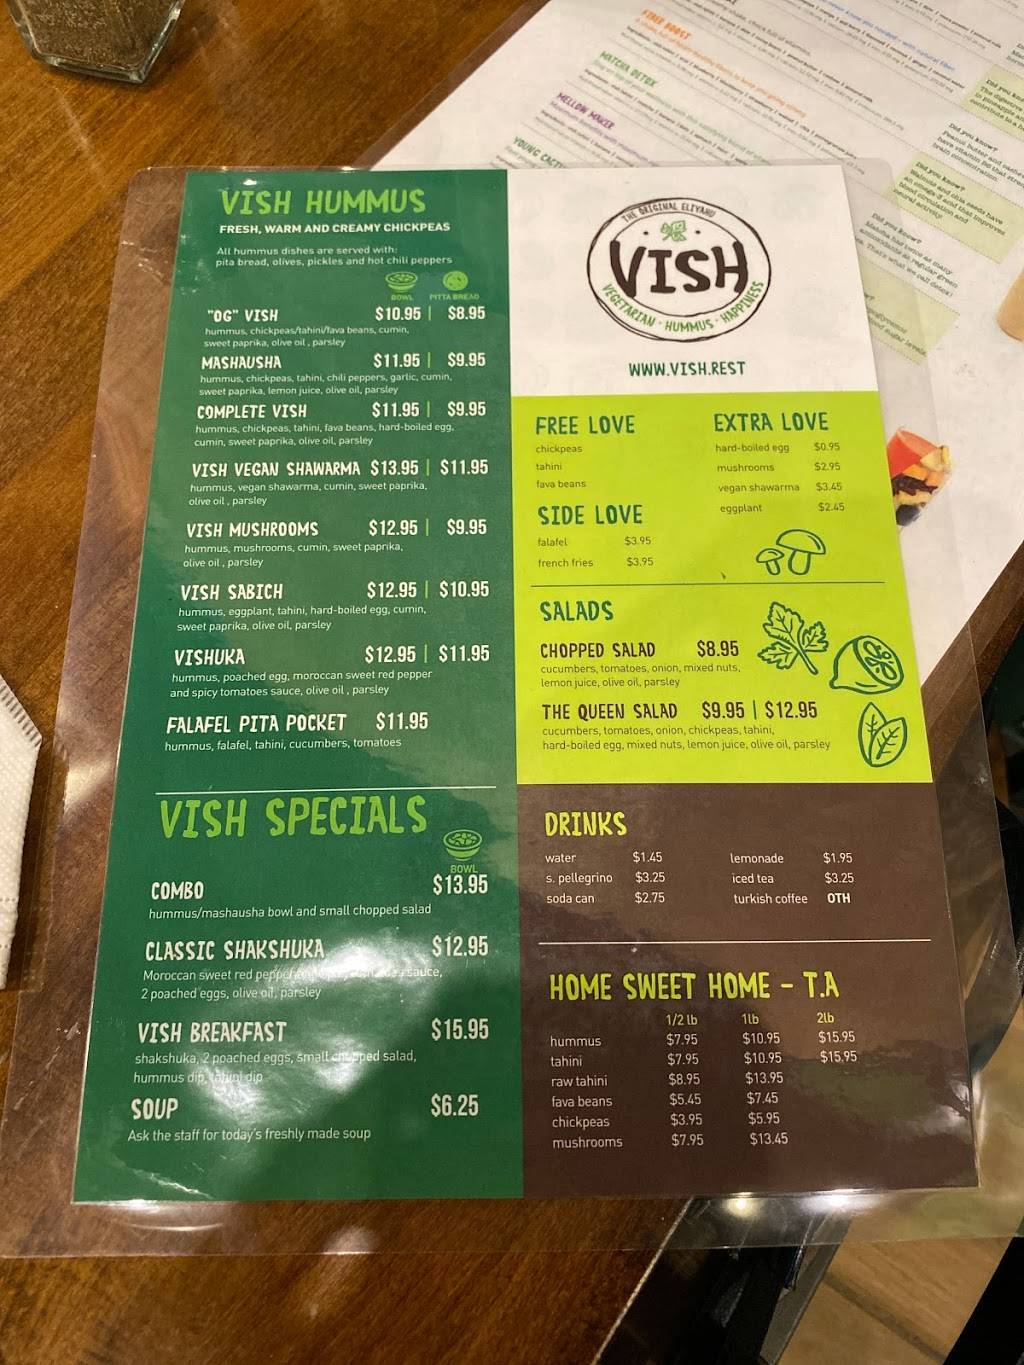 VISH HUMMUS
FRESH, WARM AND CREAMY CHICKPEAS
All hummus dishes are served with:
pita bread, olives, pickles and hot chili peppers
BOWL PITTA BREAD
"OG" VISH $10.95 | $8.95
hummus, chickpeas/tahini/fava beans, cumin,
sweet paprika, olive oil , parsley
MASHAUSHA $11.95 | $9.95
hummus, chickpeas, tahini, chili peppers, garlic, cumin,
sweet paprika, lemon juice, olive oil, parsley
COMPLETE VISH $11.95 | $9.95
hummus, chickpeas, tahini, fava beans, hard-boiled egg,
cumin, sweet paprika, olive oil, parsley
VISH VEGAN SHAWARMA $13.95 | $11.95
hummus, vegan shawarma, cumin, sweet paprika,
olive oil , parsley
VISH MUSHROOMS $12.95 | $9.95
hummus, mushrooms, cumin, sweet paprika,
olive oil , parsley
VISH SABICH $12.95 | $10.95
hummus, eggplant, tahini, hard-boiled egg, cumin,
sweet paprika, olive oil, parsley
VISHUKA $12.95 | $11.95
hummus, poached egg, moroccan sweet red pepper
and spicy tomatoes sauce, olive oil , parsley
FALAFEL PITA POCKET $11.95
hummus, falafel, tahini, cucumbers, tomatoes
VISH SPECIALS
BOWL
COMBO $13.95
hummus/mashausha bowl and small chopped salad
CLASSIC SHAKSHUKA $12.95
Moroccan sweet red pepper sauce,
2 poached eggs, olive oil, parsley
VISH BREAKFAST $15.95
shakshuka, 2 poached eggs, small chopped salad,
hummus dip, tahini dip
SOUP $6.25
Ask the staff for today's freshly made soup
THE ORIGINAL ELIYAHU
VISH
VEGETARIAN · HUMMUS · HAPPINESS
WWW.VISH.REST
FREE LOVE
chickpeas
tahini
fava beans
EXTRA LOVE
hard-boiled egg $0.95
mushrooms $2.95
vegan shawarma $3.45
eggplant $2.45
SIDE LOVE
falafel $3.95
french fries $3.95
SALADS
CHOPPED SALAD $8.95
cucumbers, tomatoes, onion, mixed nuts,
lemon juice, olive oil, parsley
THE QUEEN SALAD $9.95 | $12.95
cucumbers, tomatoes, onion, chickpeas, tahini,
hard-boiled egg, mixed nuts, lemon juice, olive oil, parsley
DRINKS
water $1.45
s. pellegrino $3.25
soda can $2.75
lemonade $1.95
iced tea $3.25
turkish coffee OTH
HOME SWEET HOME - T.A
1/2 lb 1lb 2lb
hummus $7.95 $10.95 $15.95
tahini $7.95 $10.95 $15.95
raw tahini $8.95 $13.95
fava beans $5.45 $7.45
chickpeas $3.95 $5.95
mushrooms $7.95 $13.45
FIBER BOOST
MATCHA DETOX
MELLOW MAKER
YOUNG
Did you know?
Did you know?
Did you know?